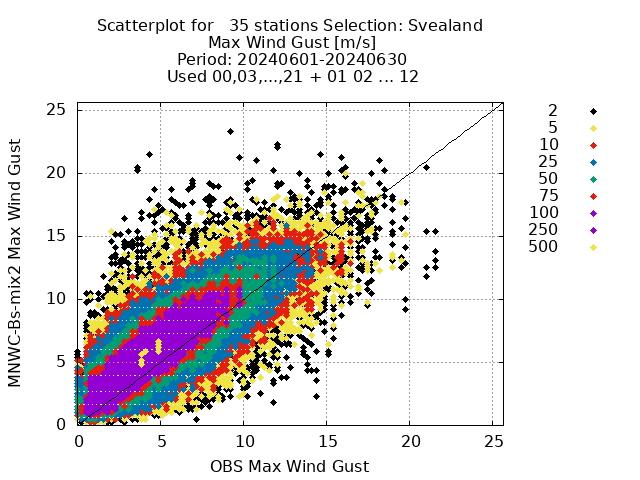 Scatterplot for   35 stations Selection: Svealand
Max Wind Gust [m/s]
Period: 20240601-20240630
Used 00,03,...,21 + 01 02 ... 12
MNWC-Bs-mix2 Max Wind Gust
25
20
15
10
5
0
0 5 10 15 20 25
OBS Max Wind Gust
2
5
10
25
50
75
100
250
500